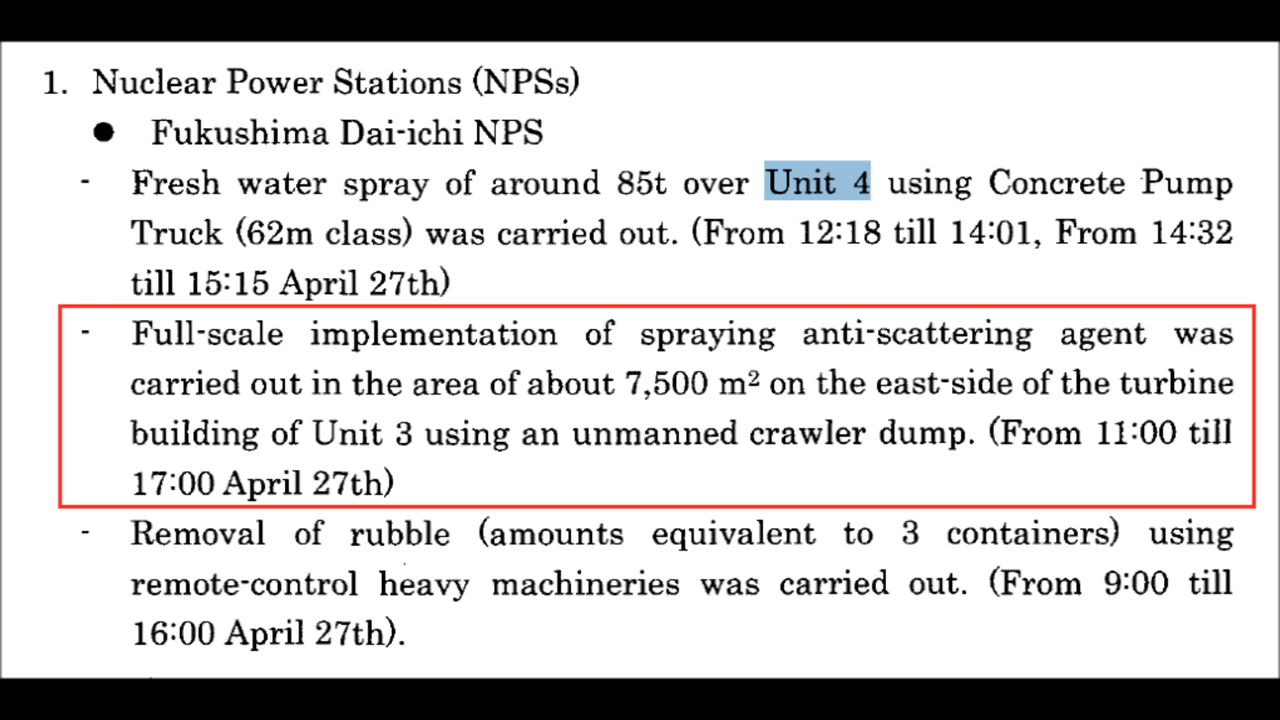 1. Nuclear Power Stations (NPSs)
● Fukushima Dai-ichi NPS
- Fresh water spray of around 85t over Unit 4 using Concrete Pump
Truck (62m class) was carried out. (From 12:18 till 14:01, From 14:32
till 15:15 April 27th)
- Full-scale implementation of spraying anti-scattering agent was
carried out in the area of about 7,500 m² on the east-side of the turbine
building of Unit 3 using an unmanned crawler dump. (From 11:00 till
17:00 April 27th)
- Removal of rubble (amounts equivalent to 3 containers) using
remote-control heavy machineries was carried out. (From 9:00 till
16:00 April 27th).